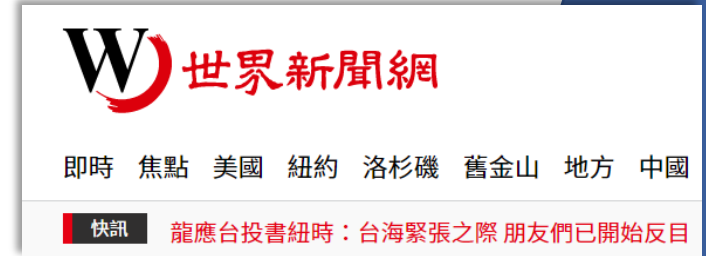 W 世界新聞網
即時 焦點 美國 紐約 洛杉磯 舊金山 地方 中國
快訊 龍應台投書紐時：台海緊張之際 朋友們已開始反目